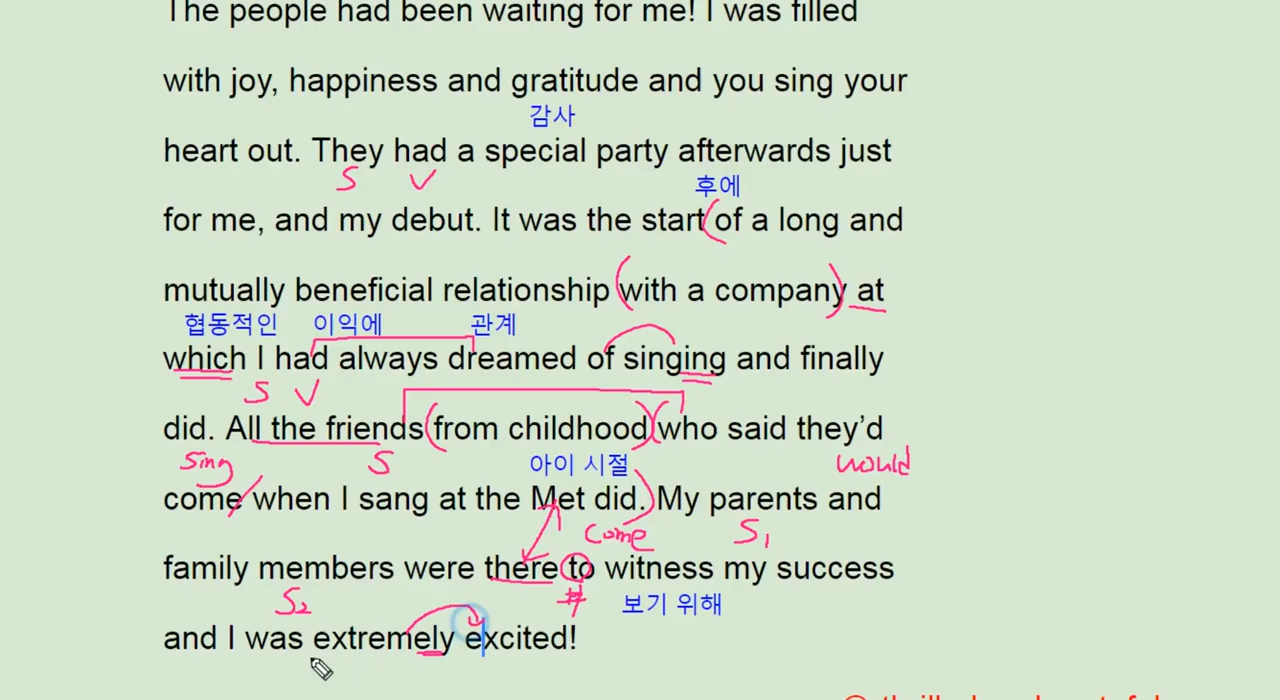 The people had been waiting for me! I was filled
with joy, happiness and gratitude and you sing your
감사
heart out. They had a special party afterwards just
S V
후에
for me, and my debut. It was the start (of a long and
mutually beneficial relationship (with a company) at
협동적인 이익에 관계
which I had always dreamed of singing and finally
S V
did. All the friends (from childhood) (who said they’d
sing S 아이 시절 would
come / when I sang at the Met did.) My parents and
come S1
family members were there to witness my success
S2 # 보기 위해
and I was extremely excited!